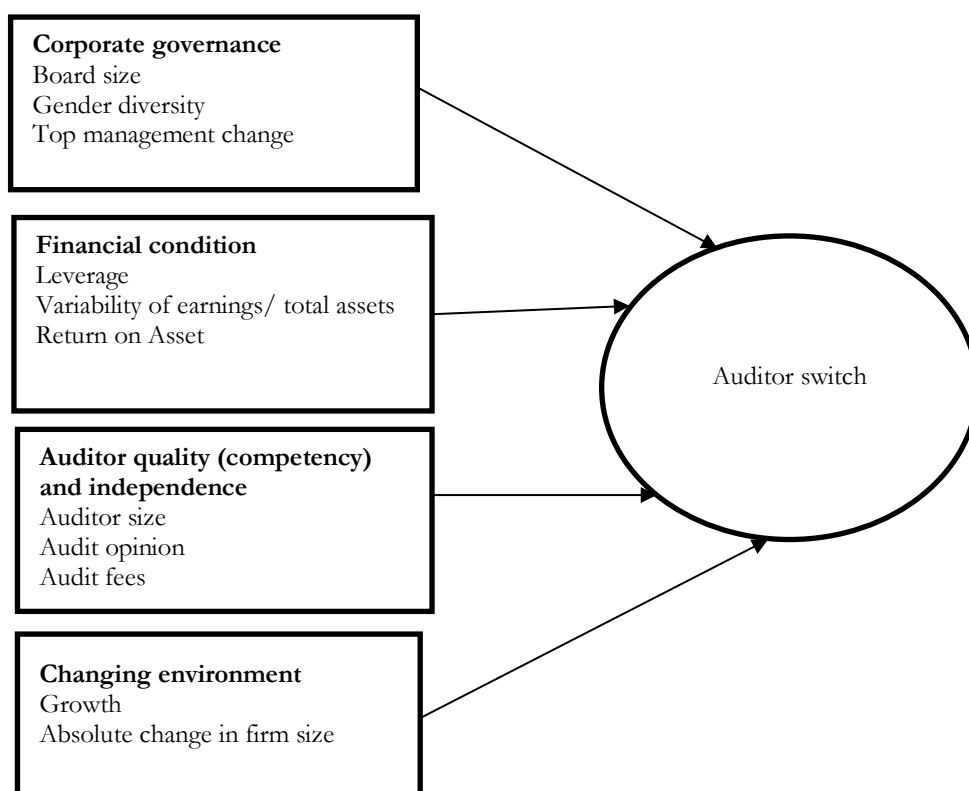 Corporate governance
Board size
Gender diversity
Top management change
Financial condition
Leverage
Variability of earnings/ total assets
Return on Asset
Auditor switch
Auditor quality (competency)
and independence
Auditor size
Audit opinion
Audit fees
Changing environment
Growth
Absolute change in firm size